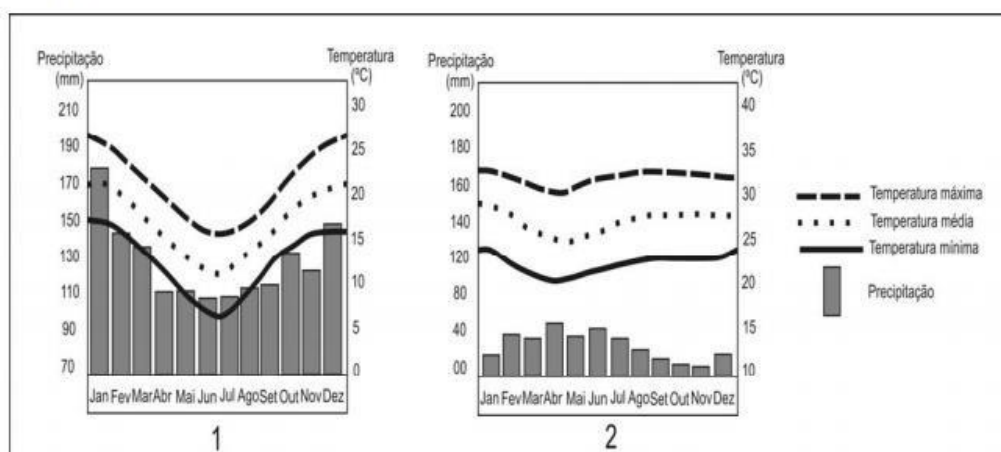 Precipitação
(mm)
Temperatura
(ºC)
210
190
170
150
130
110
90
70
30
25
20
15
10
5
0
Jan Fev Mar Abr Mai Jun Jul Ago Set Out Nov Dez
1
Precipitação
(mm)
Temperatura
(ºC)
200
180
160
140
120
80
40
00
40
35
30
25
20
15
10
Jan Fev Mar Abr Mai Jun Jul Ago Set Out Nov Dez
2
Temperatura máxima
Temperatura média
Temperatura mínima
Precipitação